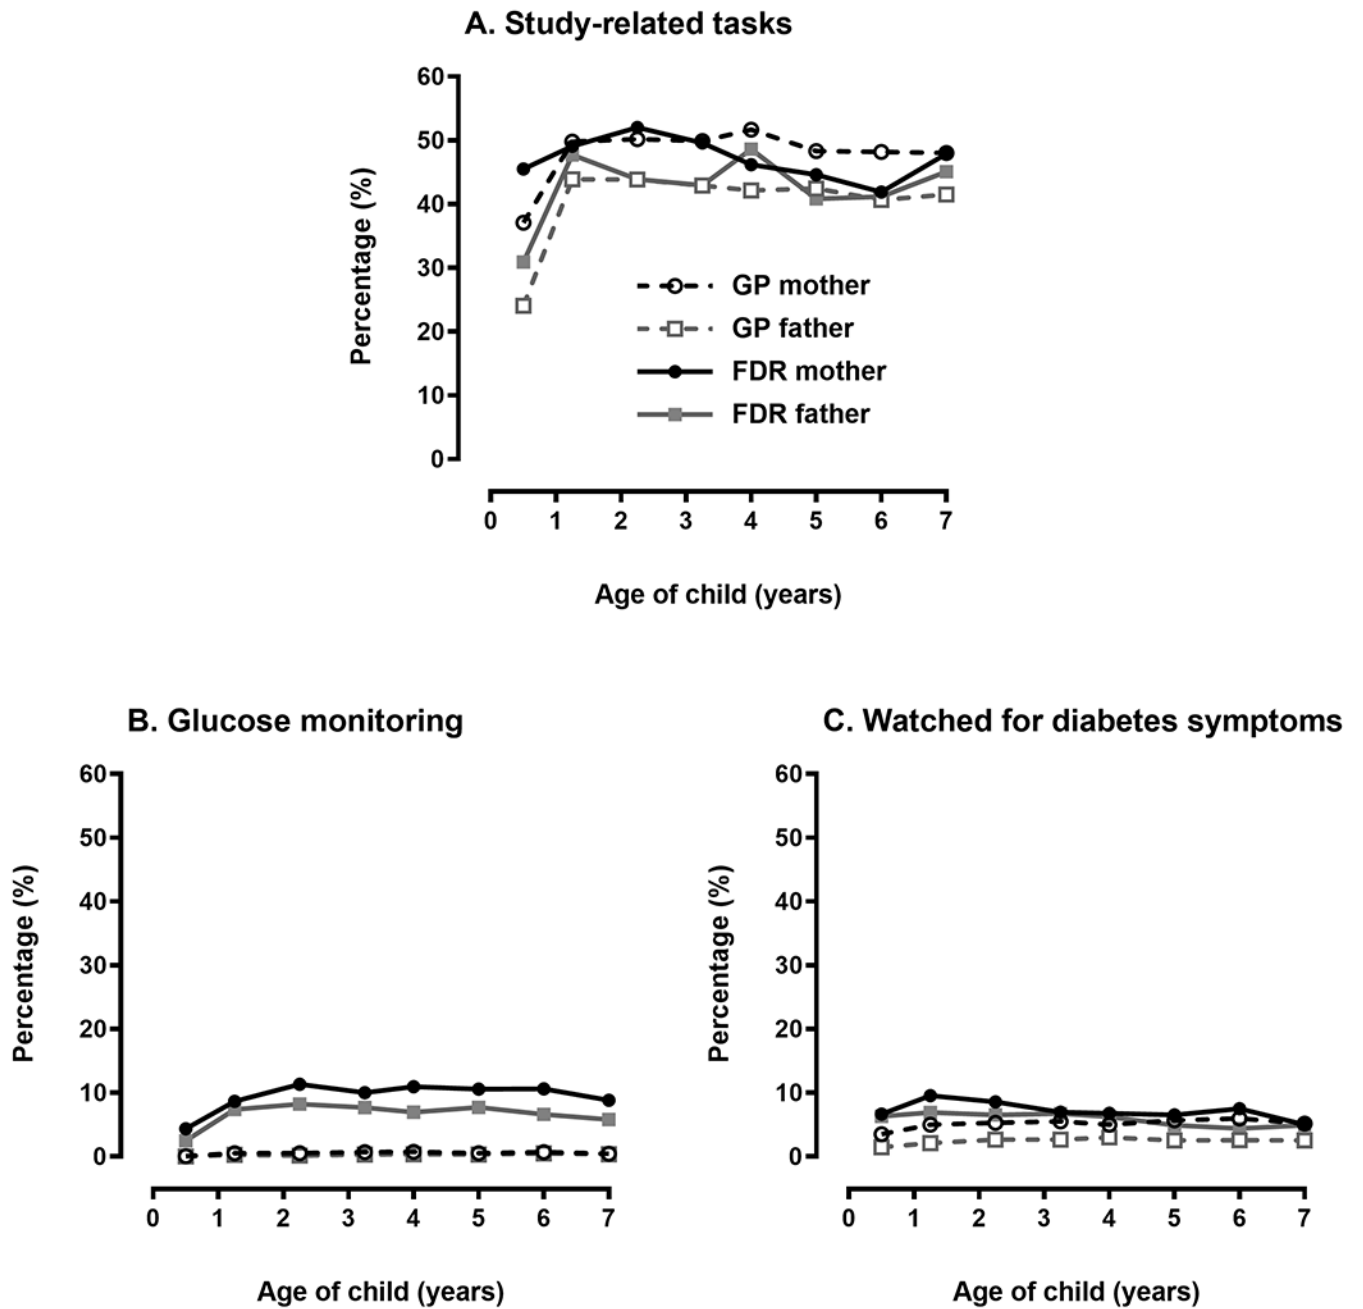 A. Study-related tasks
Percentage (%)
60
50
40
30
20
10
0
GP mother
GP father
FDR mother
FDR father
0 1 2 3 4 5 6 7
Age of child (years)
B. Glucose monitoring
Percentage (%)
60
50
40
30
20
10
0
0 1 2 3 4 5 6 7
Age of child (years)
C. Watched for diabetes symptoms
Percentage (%)
60
50
40
30
20
10
0
0 1 2 3 4 5 6 7
Age of child (years)